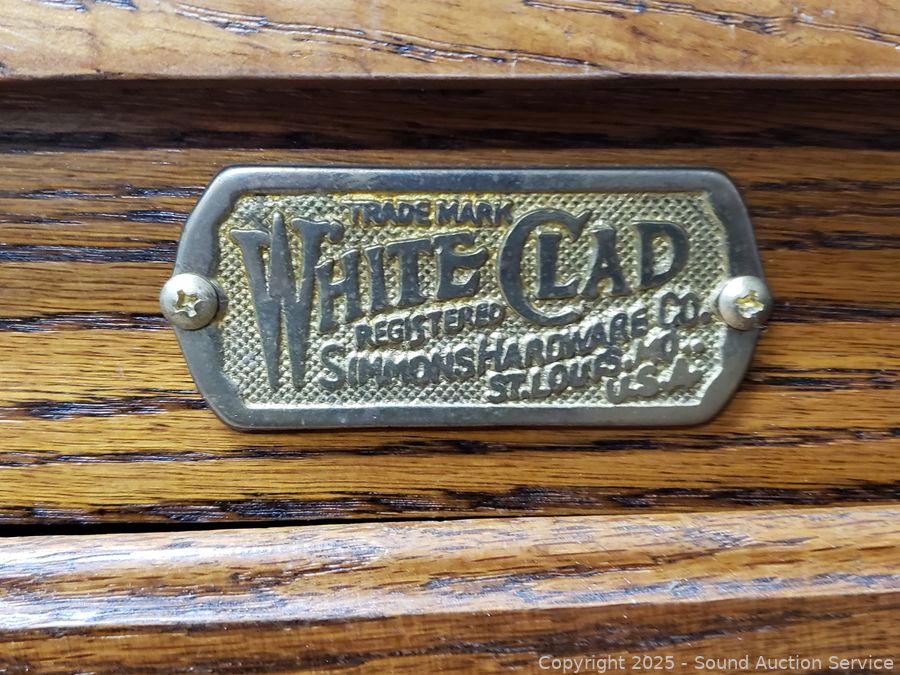 TRADE MARK
WHITE CLAD
REGISTERED
SIMMONS HARDWARE CO.
ST. LOUIS. MO..
U.S.A.
Copyright 2025 - Sound Auction Service